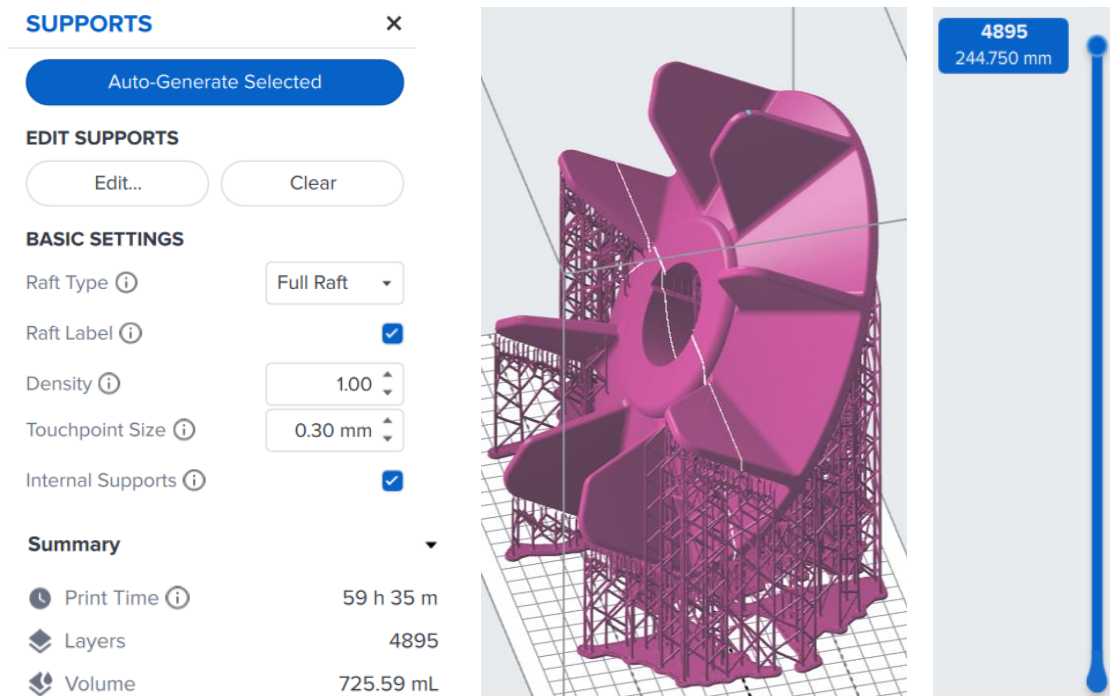 SUPPORTS
Auto-Generate Selected
EDIT SUPPORTS
Edit...
Clear
BASIC SETTINGS
Raft Type
Full Raft
Raft Label
Density
1.00
Touchpoint Size
0.30 mm
Internal Supports
Summary
Print Time
59 h 35 m
Layers
4895
Volume
725.59 mL
4895
244.750 mm